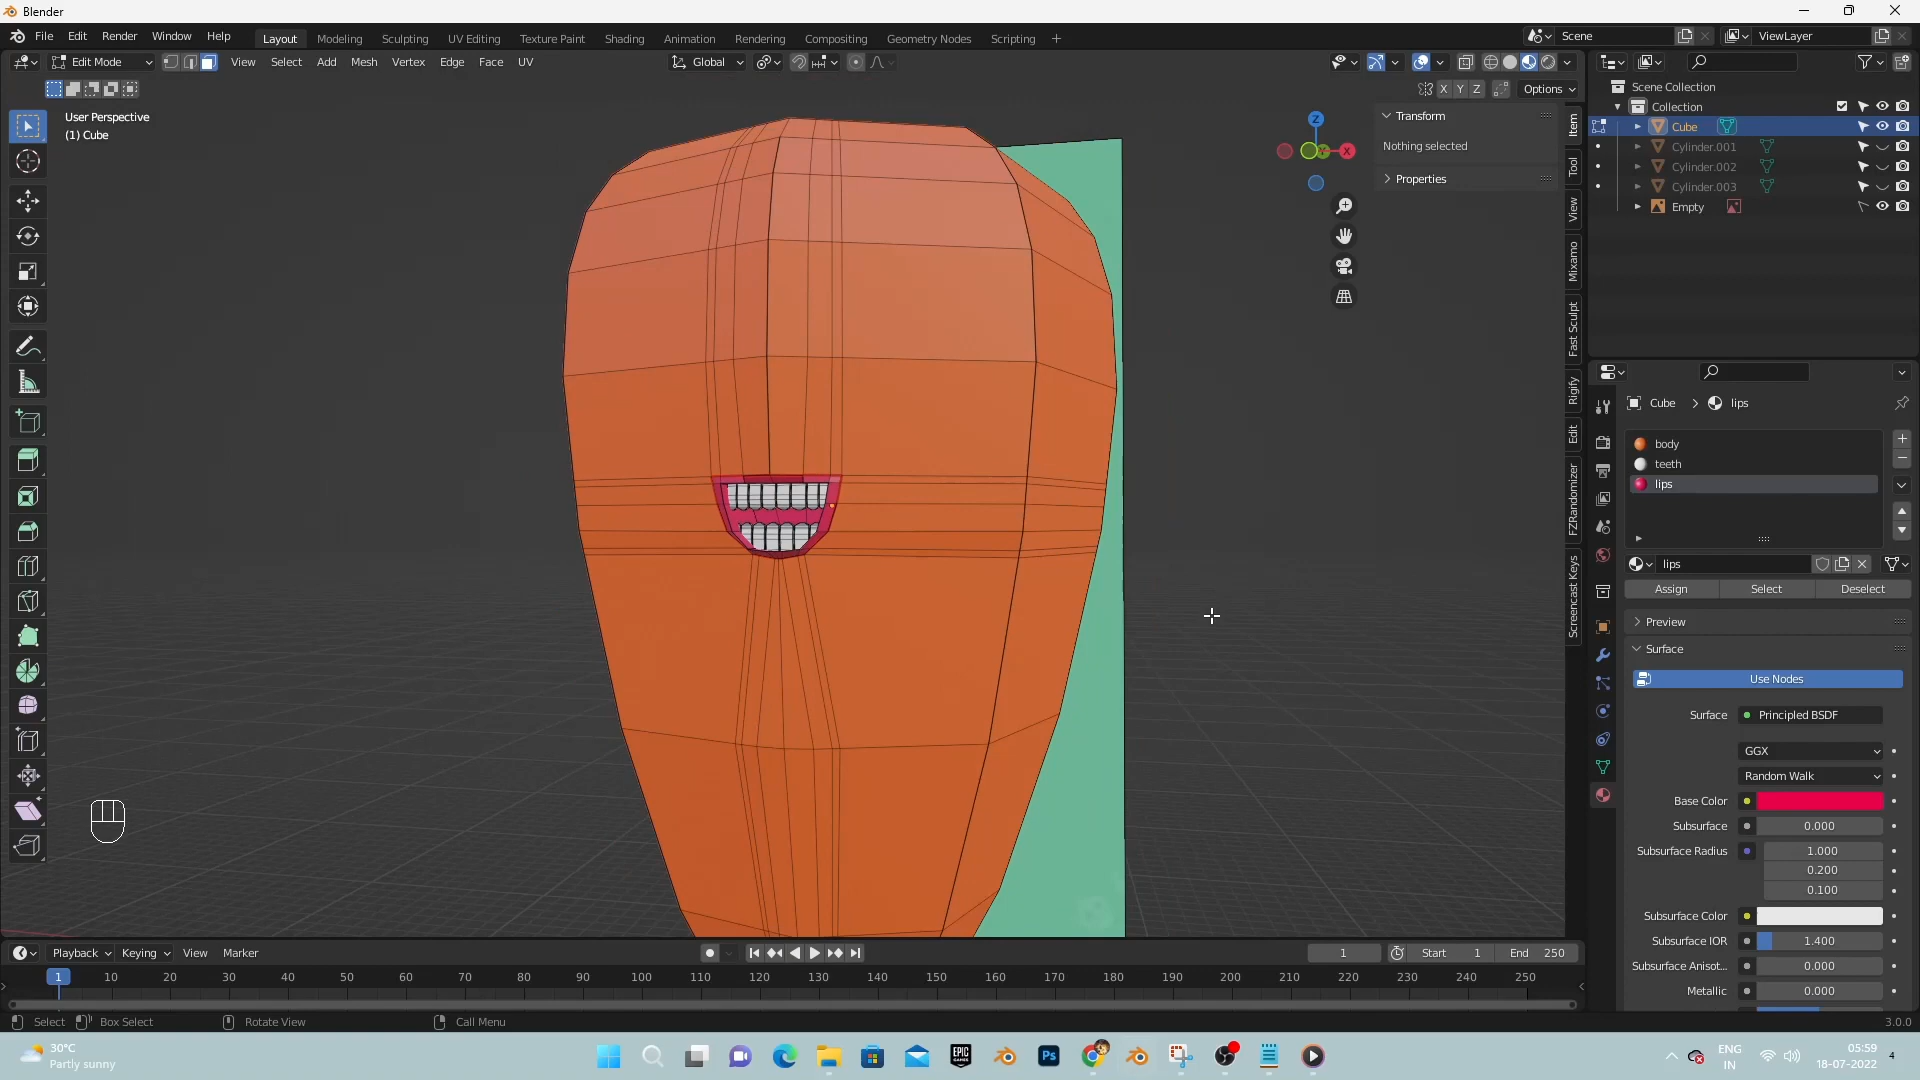 Blender
File Edit Render Window Help
Layout Modeling Sculpting UV Editing Texture Paint Shading Animation Rendering Compositing Geometry Nodes Scripting
Scene
ViewLayer
Edit Mode View Select Add Mesh Vertex Edge Face UV
Global
X Y Z Options
User Perspective
(1) Cube
Z
X
Transform
Nothing selected
Properties
Item
Tool
View
Mixamo
Fast Sculpt
Rigify
Edit
FZRandomizer
Screencast Keys
Scene Collection
Collection
Cube
Cylinder.001
Cylinder.002
Cylinder.003
Empty
Cube lips
body
teeth
lips
lips
Assign Select Deselect
Preview
Surface
Use Nodes
Surface Principled BSDF
GGX
Random Walk
Base Color
Subsurface 0.000
Subsurface Radius 1.000
0.200
0.100
Subsurface Color
Subsurface IOR 1.400
Subsurface Anisot... 0.000
Metallic 0.000
Playback Keying View Marker
1 Start 1 End 250
1 10 20 30 40 50 60 70 80 90 100 110 120 130 140 150 160 170 180 190 200 210 220 230 240 250
Select Box Select Rotate View Call Menu
3.0.0
30°C
Partly sunny
EPIC
GAMES
Ps
ENG
IN
05:59
18-07-2022
4